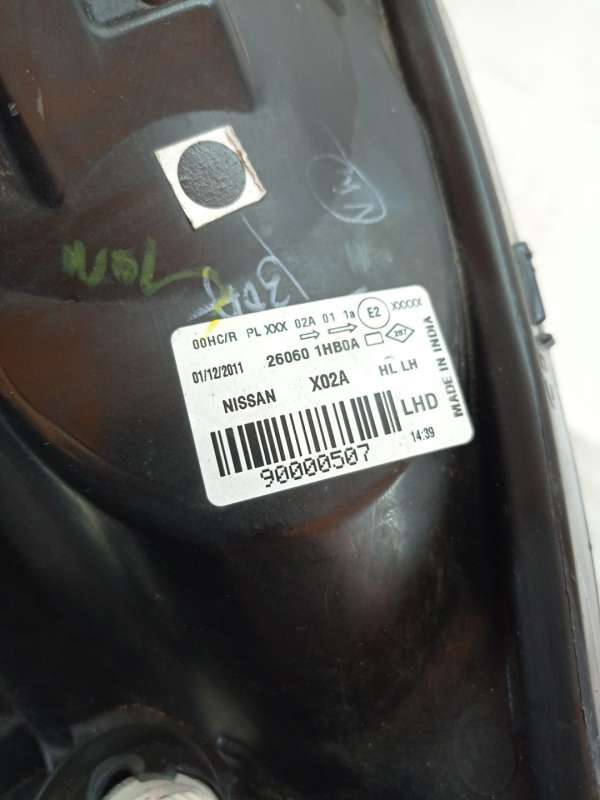 00HC/R PL XXX 02A 01 1a E2 XXXXX
01/12/2011 26060 1HB0A 287
NISSAN X02A HL LH
LHD
MADE IN INDIA
90000507
14:39